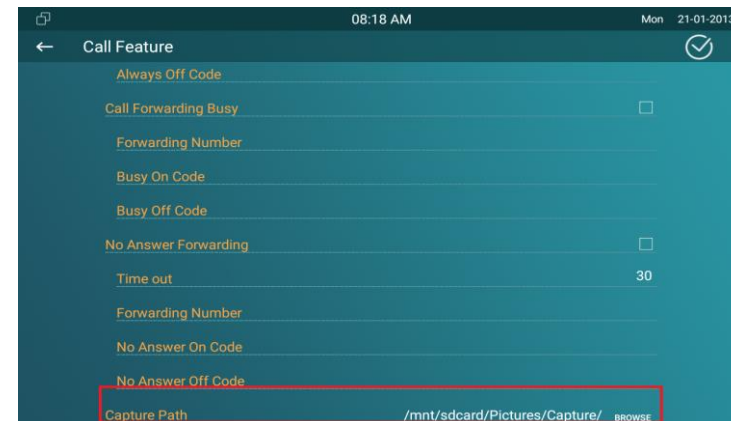 08:18 AM Mon 21-01-2013
Call Feature
Always Off Code
Call Forwarding Busy
Forwarding Number
Busy On Code
Busy Off Code
No Answer Forwarding
Time out 30
Forwarding Number
No Answer On Code
No Answer Off Code
Capture Path /mnt/sdcard/Pictures/Capture/ BROWSE